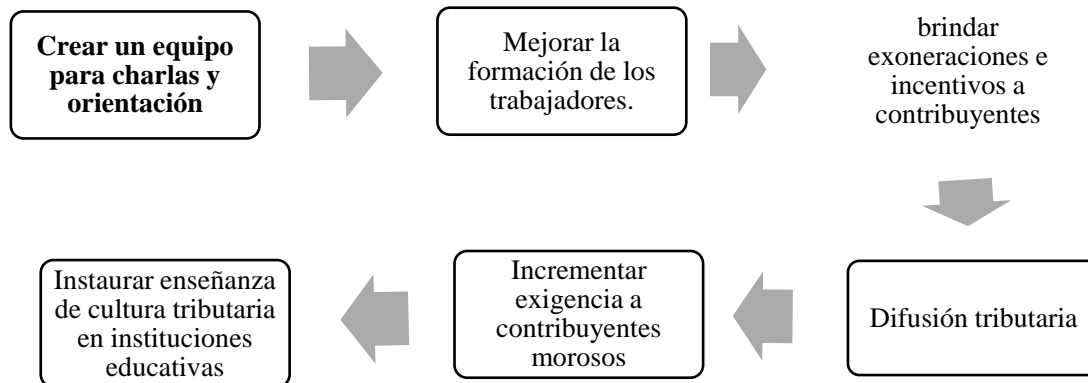 Crear un equipo
para charlas y
orientación
Mejorar la
formación de los
trabajadores.
brindar
exoneraciones e
incentivos a
contribuyentes
Difusión tributaria
Incrementar
exigencia a
contribuyentes
morosos
Instaurar enseñanza
de cultura tributaria
en instituciones
educativas